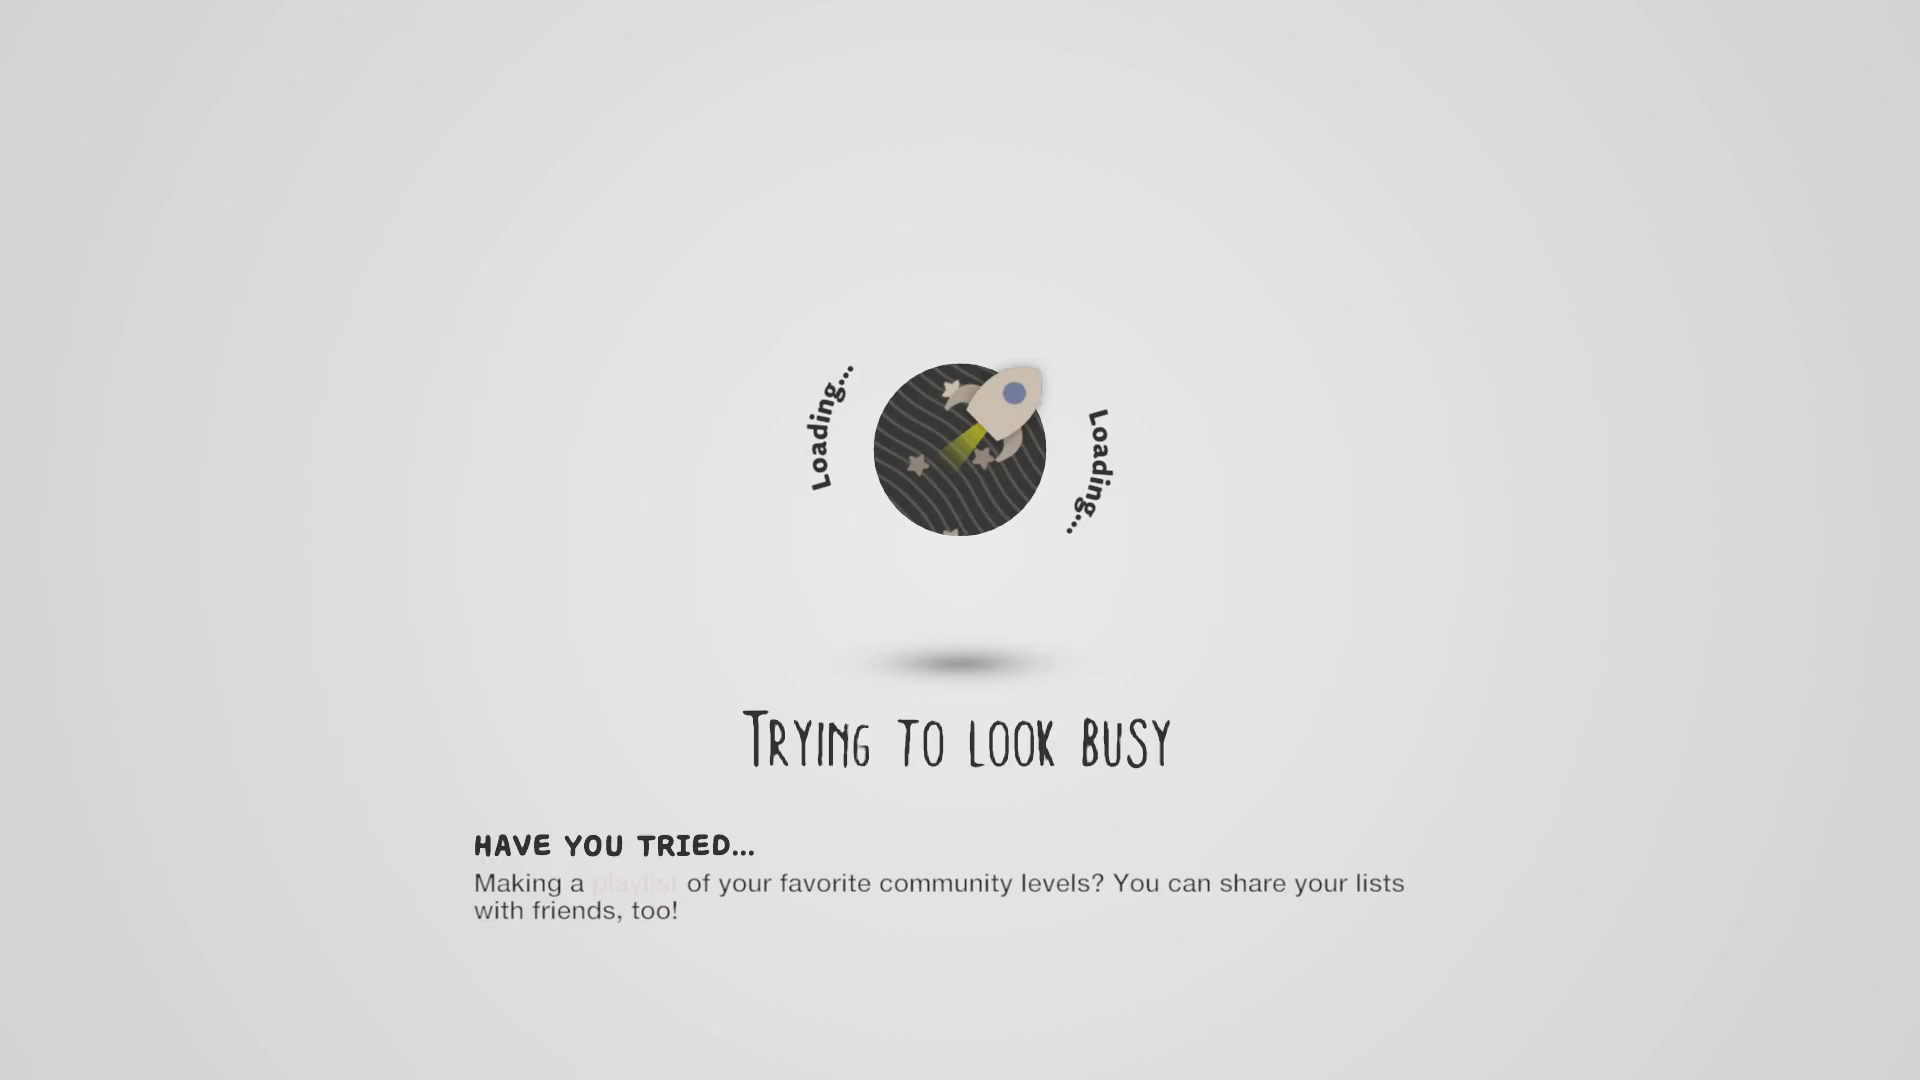 Loading...
Loading...
Trying to look busy
HAVE YOU TRIED...
Making a playlist of your favorite community levels? You can share your lists
with friends, too!